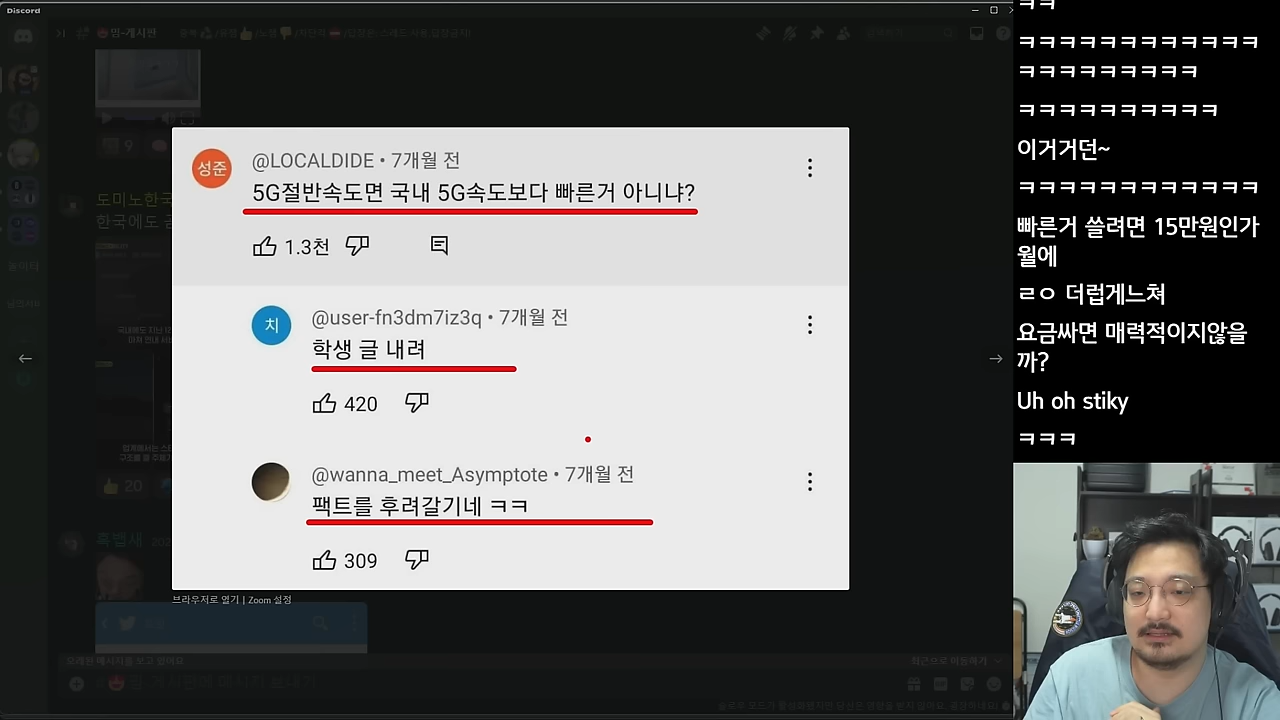 Discord
성준
@LOCALDIDE • 7개월 전
5G절반속도면 국내 5G속도보다 빠른거 아니냐?
1.3천
치
@user-fn3dm7iz3q • 7개월 전
학생 글 내려
420
@wanna_meet_Asymptote • 7개월 전
팩트를 후려갈기네 ㅋㅋ
309
브라우저로 열기 | Zoom 설정
ㅋㅋ
ㅋㅋㅋㅋㅋㅋㅋㅋㅋㅋㅋㅋ
ㅋㅋㅋㅋㅋㅋㅋㅋㅋ
ㅋㅋㅋㅋㅋㅋㅋㅋㅋㅋ
이거거던~
ㅋㅋㅋㅋㅋㅋㅋㅋㅋㅋㅋㅋ
빠른거 쓸려면 15만원인가
월에
ㄹㅇ 더럽게느쳐
요금싸면 매력적이지않을
까?
Uh oh stiky
ㅋㅋㅋ